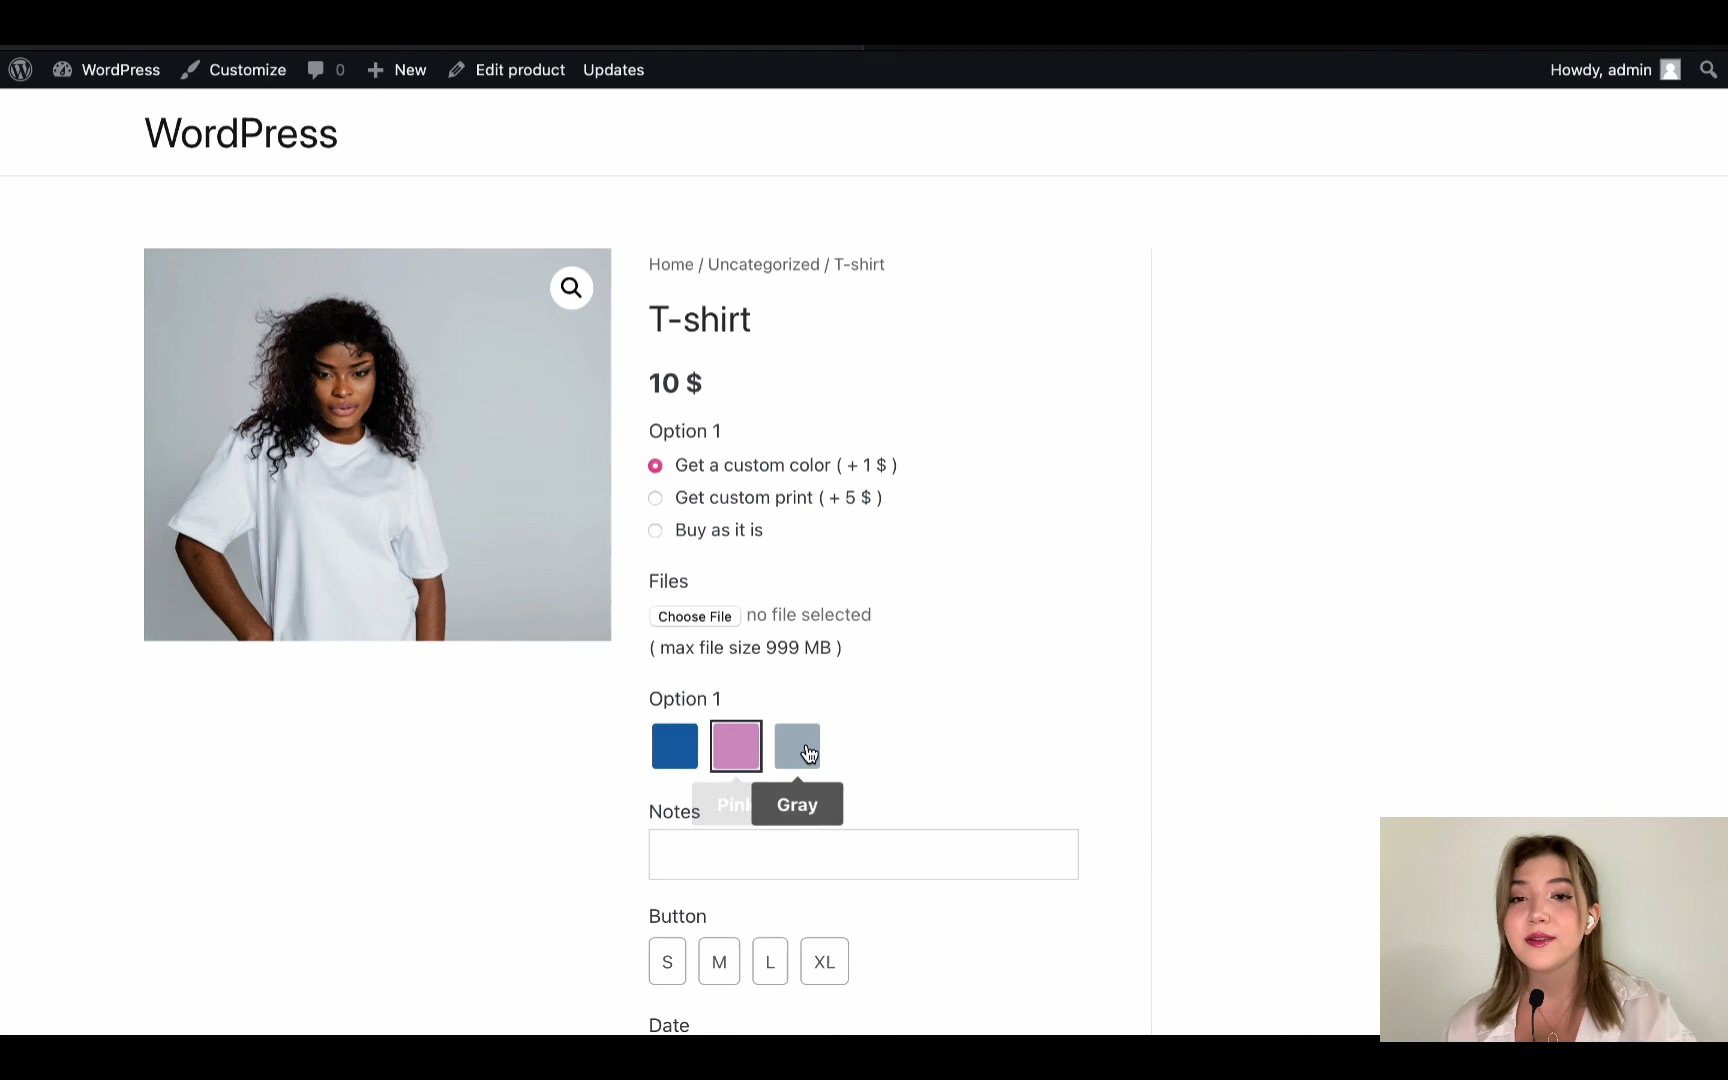 WordPress Customize 0 New Edit product Updates Howdy, admin
WordPress
Home / Uncategorized / T-shirt
T-shirt
10 $
Option 1
Get a custom color ( + 1 $ )
Get custom print ( + 5 $ )
Buy as it is
Files
Choose File no file selected
( max file size 999 MB )
Option 1
Pink Gray
Notes
Button
S M L XL
Date